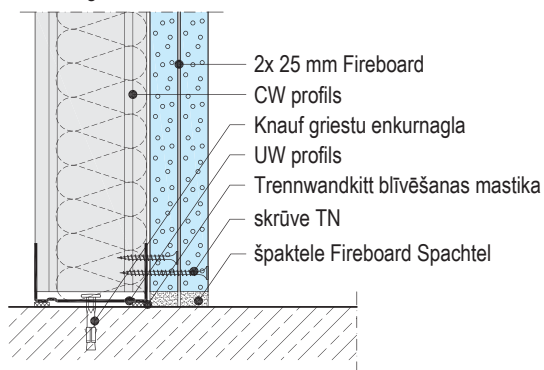 2x 25 mm Fireboard
CW profils
Knauf griestu enkurnagla
UW profils
Trennwandkitt blīvēšanas mastika
skrūve TN
špaktele Fireboard Spachtel